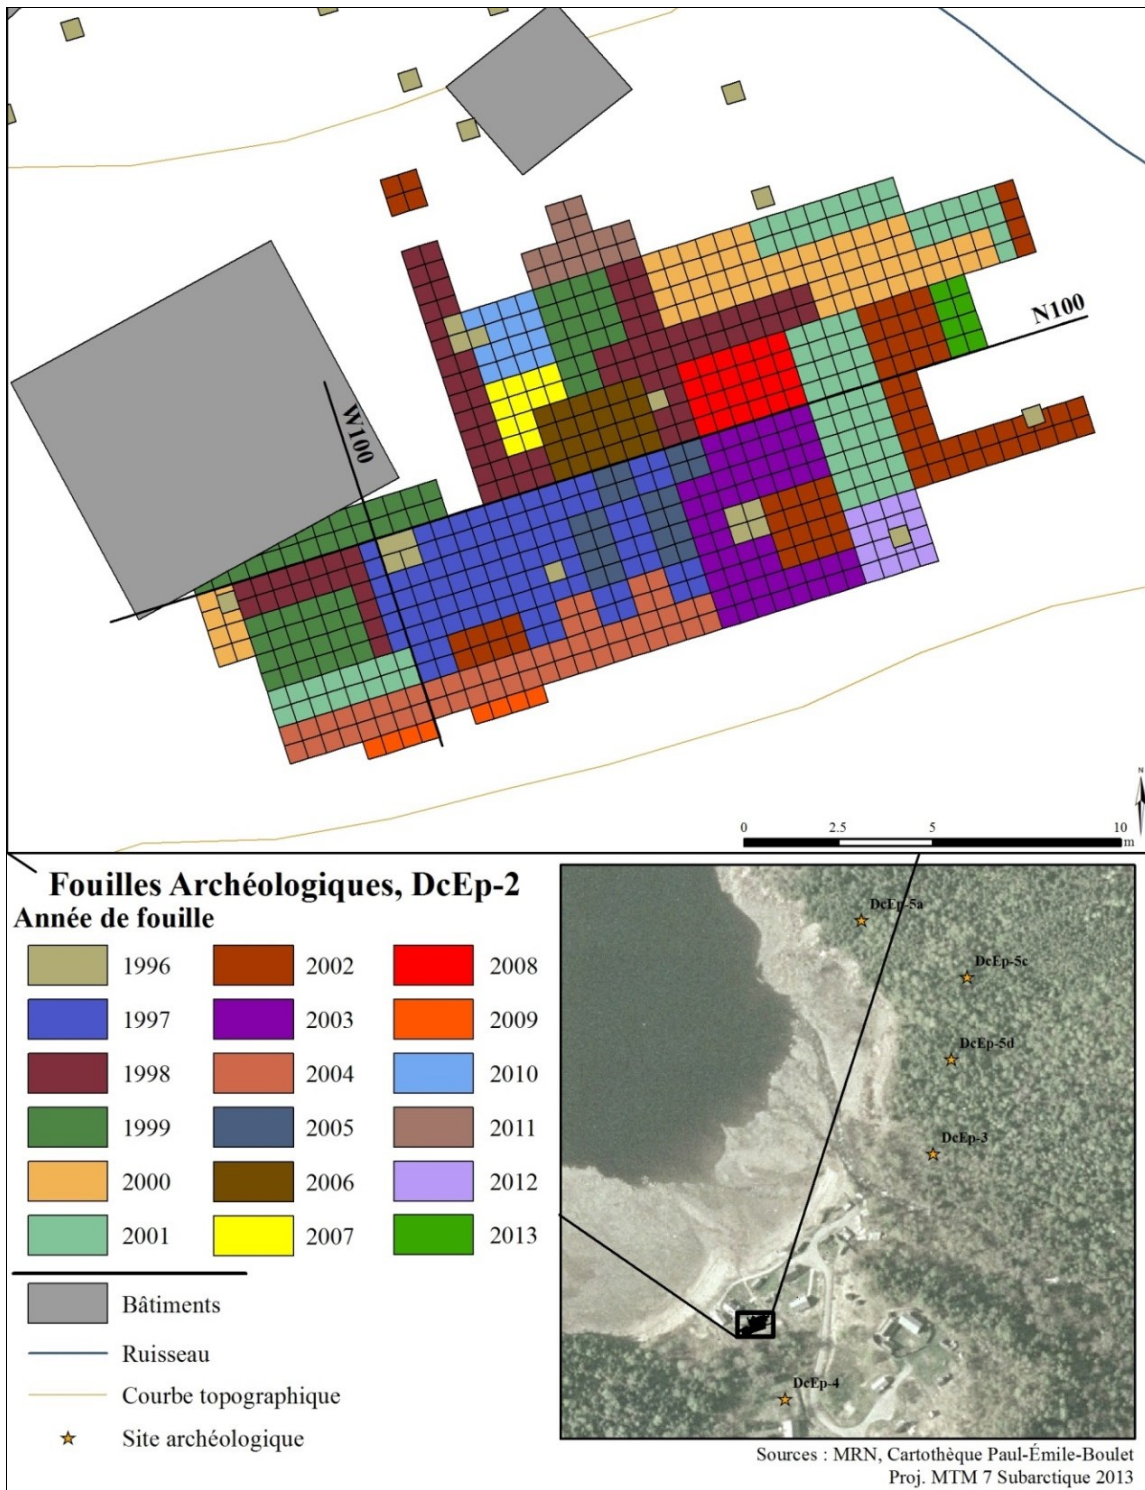 N100
W100
N
0 2.5 5 10
m
Fouilles Archéologiques, DcEp-2
Année de fouille
1996 2002 2008
1997 2003 2009
1998 2004 2010
1999 2005 2011
2000 2006 2012
2001 2007 2013
Bâtiments
Ruisseau
Courbe topographique
Site archéologique
DcEp-5a
DcEp-5c
DcEp-5d
DcEp-3
DcEp-4
Sources : MRN, Cartothèque Paul-Émile-Boulet
Proj. MTM 7 Subarctique 2013